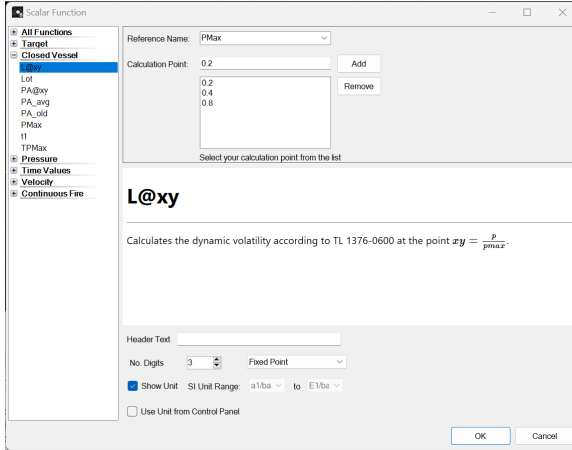 Scalar Function
All Functions
Target
Closed Vessel
L@xy
Lot
PA@xy
PA_avg
PA_old
PMax
t1
TPMax
Pressure
Time Values
Velocity
Continuous Fire
Reference Name: PMax
Calculation Point: 0.2 Add
0.2 Remove
0.4
0.8
Select your calculation point from the list
L@xy
Calculates the dynamic volatility according to TL 1376-0600 at the point xy = p/pmax.
Header Text
No. Digits 3 Fixed Point
Show Unit SI Unit Range: a1/ba to E1/ba
Use Unit from Control Panel
OK Cancel